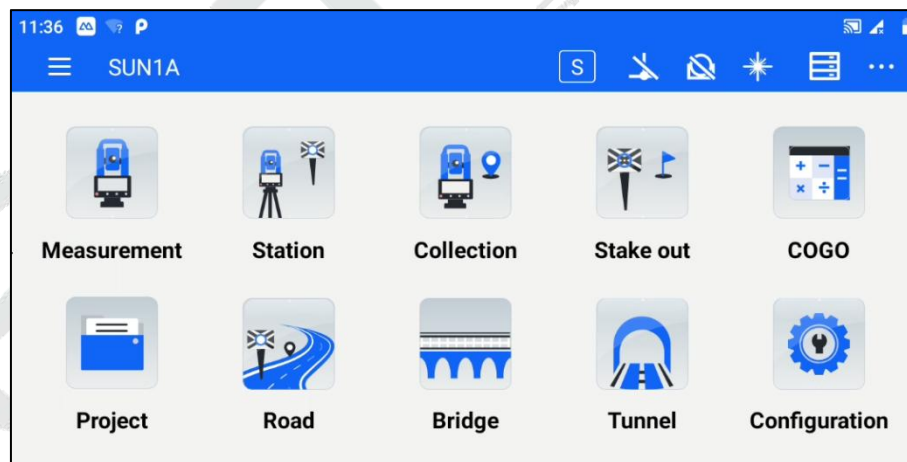 11:36
SUN1A
S
Measurement Station Collection Stake out COGO
Project Road Bridge Tunnel Configuration